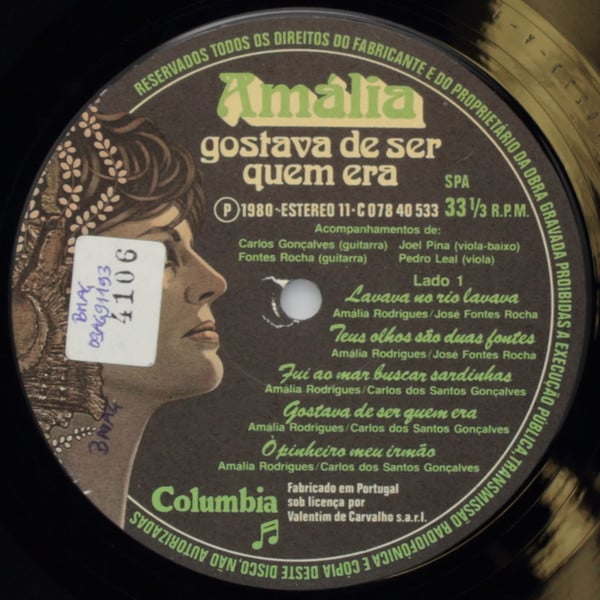 RESERVADOS TODOS OS DIREITOS DO FABRICANTE E DO PROPRIETÁRIO DA OBRA GRAVADA PROIBIDAS A EXECUÇÃO PÚBLICA, TRANSMISSÃO RADIOFÓNICA E CÓPIA DESTE DISCO, NÃO AUTORIZADAS
Amália
gostava de ser
quem era
SPA
Ⓟ 1980 - ESTEREO 11 - C 078 40 533
33 1/3 R.P.M.
Acompanhamentos de:
Carlos Gonçalves (guitarra) Joel Pina (viola-baixo)
Fontes Rocha (guitarra) Pedro Leal (viola)
Lado 1
Lavava no rio lavava
Amália Rodrigues/José Fontes Rocha
Teus olhos são duas fontes
Amália Rodrigues/José Fontes Rocha
Fui ao mar buscar sardinhas
Amália Rodrigues/Carlos dos Santos Gonçalves
Gostava de ser quem era
Amália Rodrigues/Carlos dos Santos Gonçalves
Ò pinheiro meu irmão
Amália Rodrigues/Carlos dos Santos Gonçalves
Columbia
Fabricado em Portugal
sob licença por
Valentim de Carvalho s.a.r.l.
4106